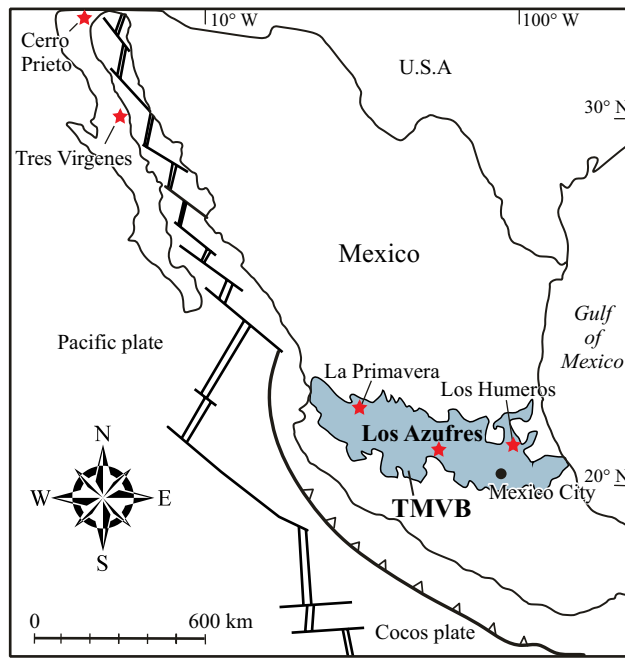 10° W
100° W
Cerro
Prieto
U.S.A
30° N
Tres Virgenes
Mexico
Gulf
of
Mexico
Pacific plate
La Primavera
Los Humeros
Los Azufres
N
W
E
S
20° N
Mexico City
TMVB
0
600 km
Cocos plate